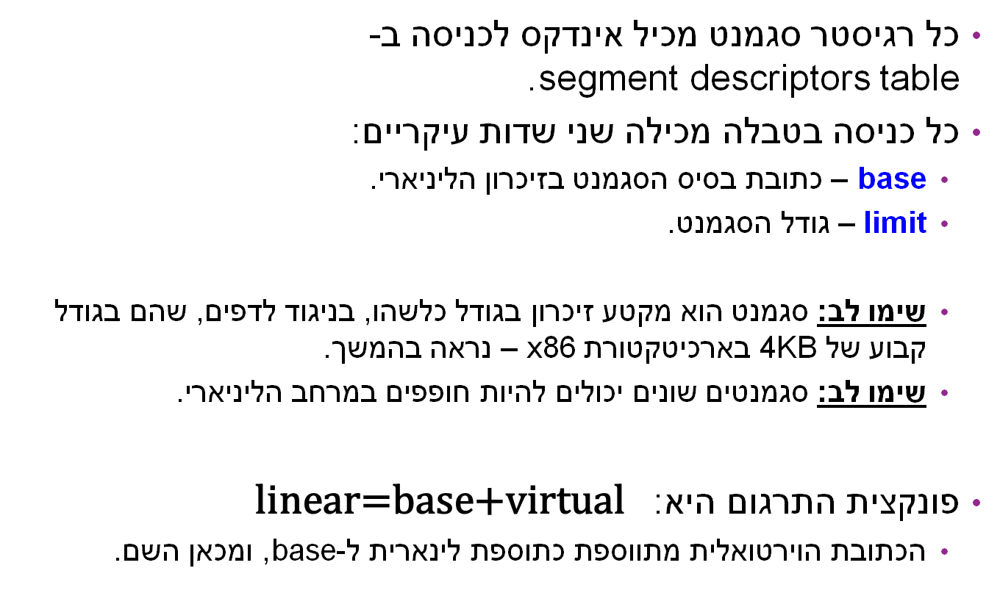 • כל רגיסטר סגמנט מכיל אינדקס לכניסה ב-
segment descriptors table.
• כל כניסה בטבלה מכילה שני שדות עיקריים:
• base – כתובת בסיס הסגמנט בזיכרון הליניארי.
• limit – גודל הסגמנט.
• שימו לב: סגמנט הוא מקטע זיכרון בגודל כלשהו, בניגוד לדפים, שהם בגודל
קבוע של 4KB בארכיטקטורת x86 – נראה בהמשך.
• שימו לב: סגמנטים שונים יכולים להיות חופפים במרחב הליניארי.
• פונקצית התרגום היא: linear=base+virtual
• הכתובת הוירטואלית מתווספת כתוספת לינארית ל-base, ומכאן השם.